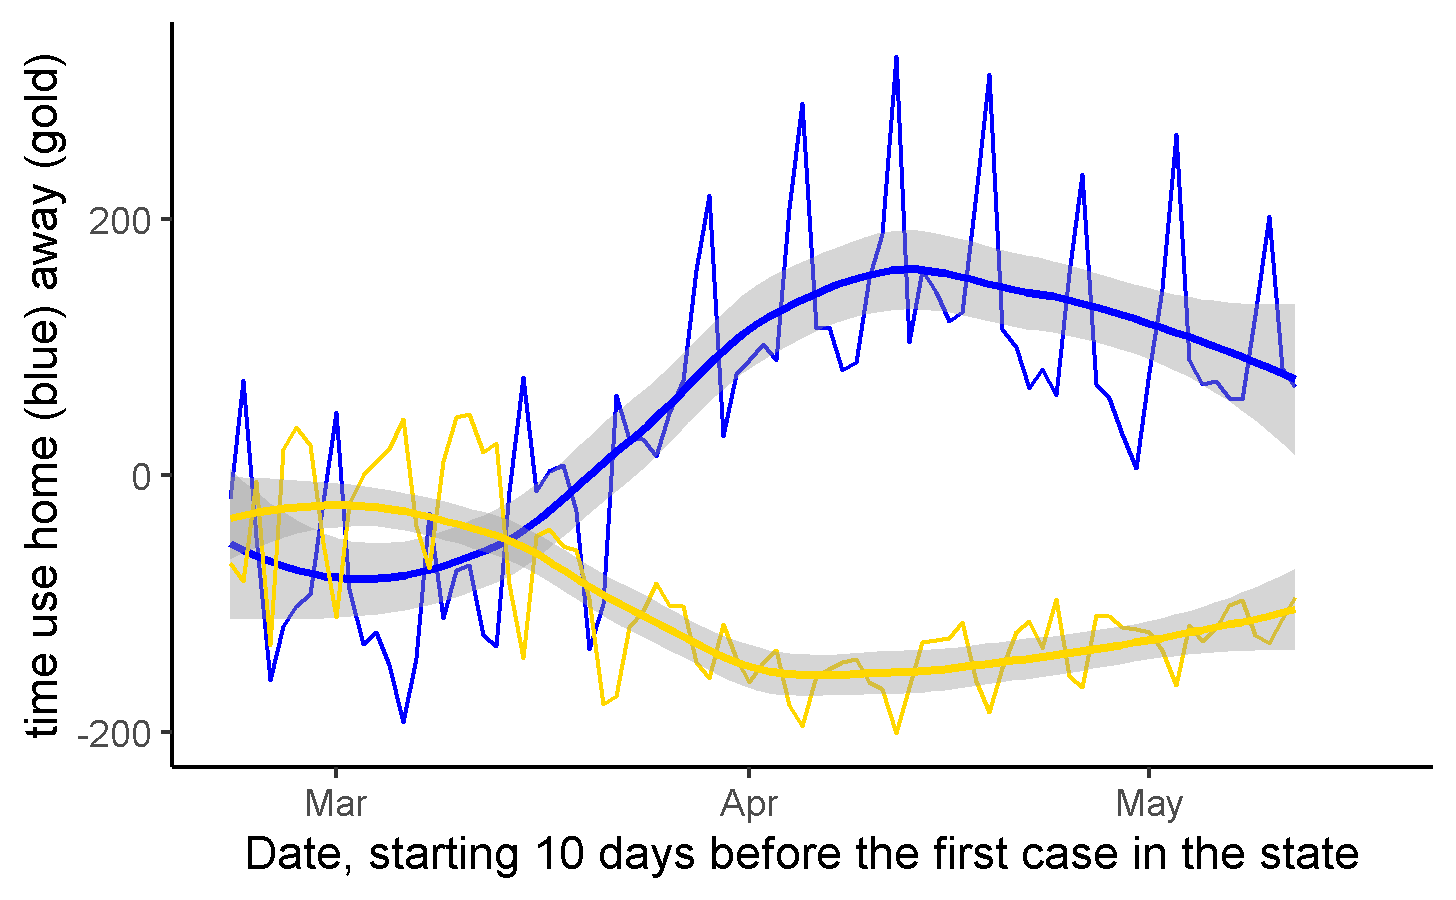 time use home (blue) away (gold)
200
0
-200
Mar
Apr
May
Date, starting 10 days before the first case in the state